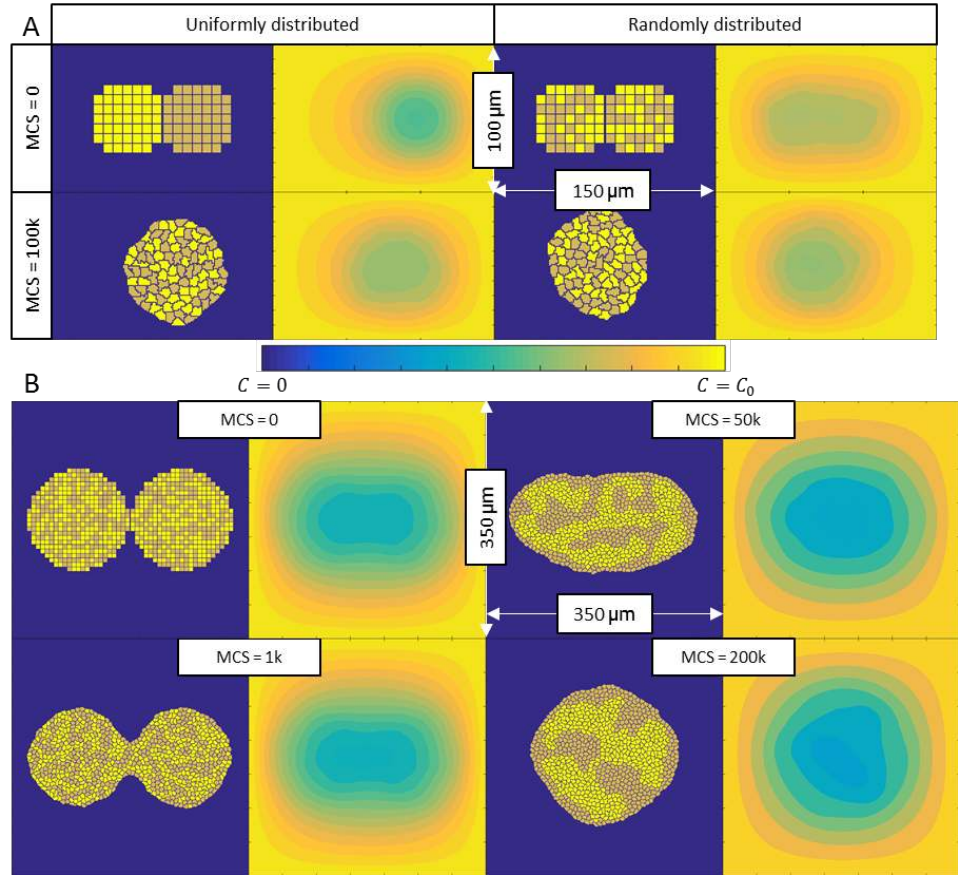 A
Uniformly distributed
Randomly distributed
MCS = 0
100 µm
150 µm
MCS = 100k
C = 0
C = C₀
B
MCS = 0
MCS = 50k
350 µm
350 µm
MCS = 1k
MCS = 200k